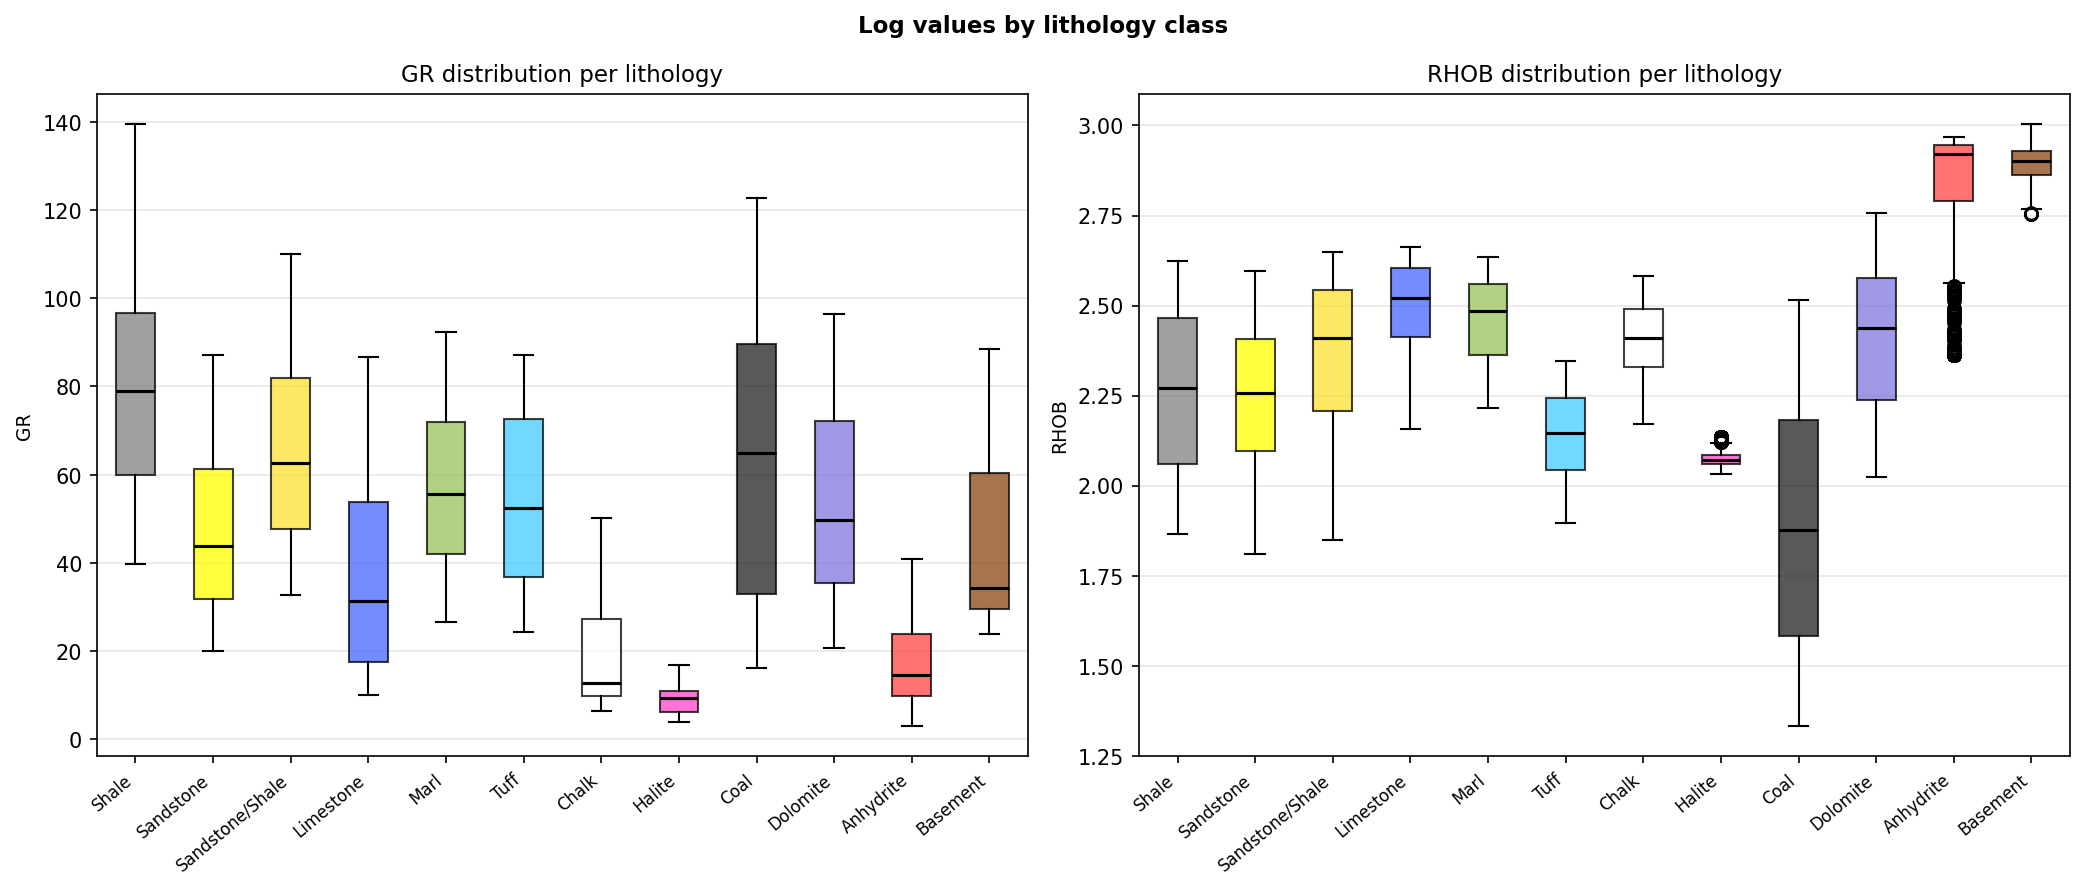 Log values by lithology class
GR distribution per lithology
GR
140
120
100
80
60
40
20
0
Shale
Sandstone
Sandstone/Shale
Limestone
Marl
Tuff
Chalk
Halite
Coal
Dolomite
Anhydrite
Basement
RHOB distribution per lithology
RHOB
3.00
2.75
2.50
2.25
2.00
1.75
1.50
1.25
Shale
Sandstone
Sandstone/Shale
Limestone
Marl
Tuff
Chalk
Halite
Coal
Dolomite
Anhydrite
Basement